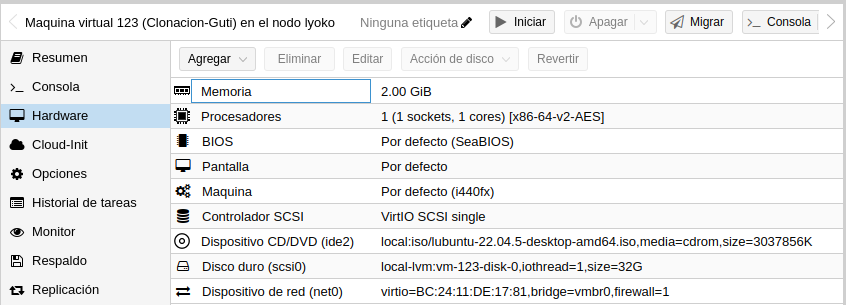 Maquina virtual 123 (Clonacion-Guti) en el nodo lyoko Ninguna etiqueta Iniciar Apagar Migrar Consola
Resumen
Consola
Hardware
Cloud-Init
Opciones
Historial de tareas
Monitor
Respaldo
Replicación
Agregar Eliminar Editar Acción de disco Revertir
Memoria 2.00 GiB
Procesadores 1 (1 sockets, 1 cores) [x86-64-v2-AES]
BIOS Por defecto (SeaBIOS)
Pantalla Por defecto
Maquina Por defecto (i440fx)
Controlador SCSI VirtIO SCSI single
Dispositivo CD/DVD (ide2) local:iso/lubuntu-22.04.5-desktop-amd64.iso,media=cdrom,size=3037856K
Disco duro (scsi0) local-lvm:vm-123-disk-0,iothread=1,size=32G
Dispositivo de red (net0) virtio=BC:24:11:DE:17:81,bridge=vmbr0,firewall=1